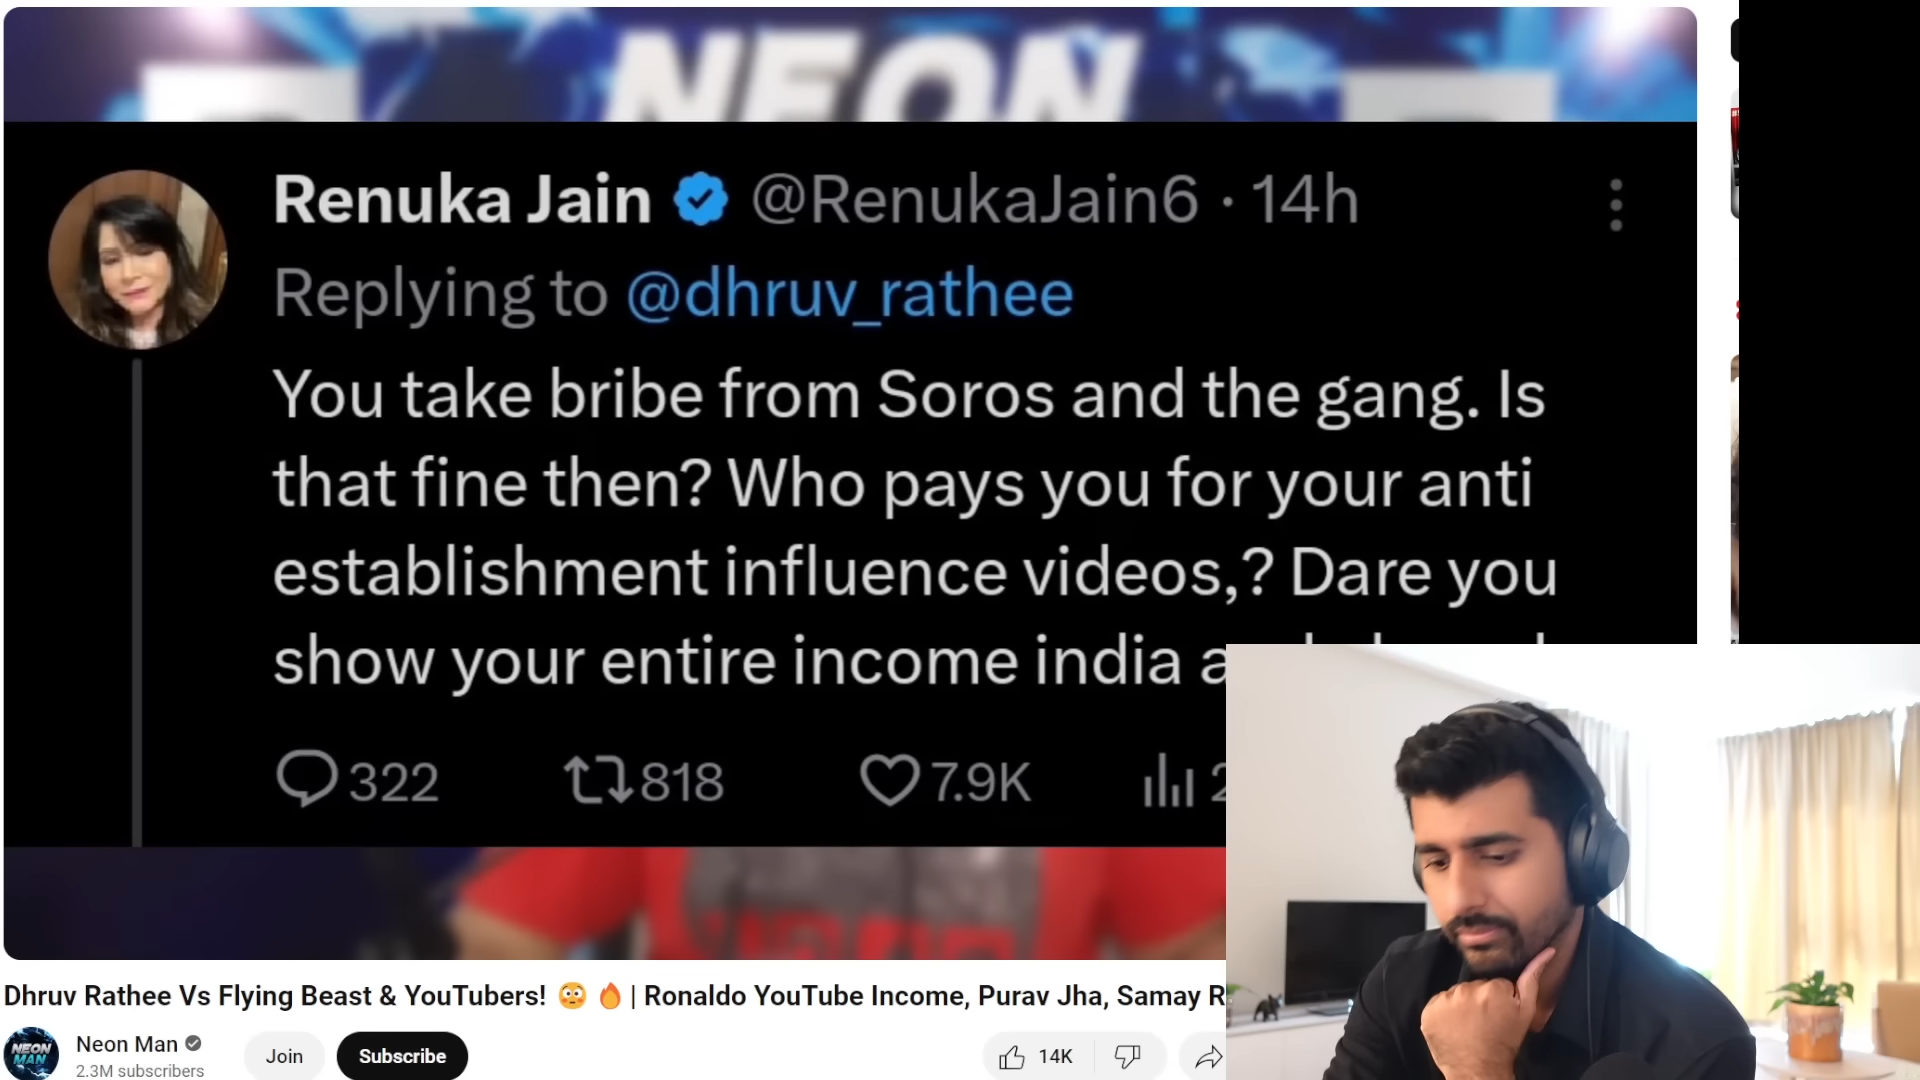 NEON
Renuka Jain @RenukaJain6 · 14h
Replying to @dhruv_rathee
You take bribe from Soros and the gang. Is
that fine then? Who pays you for your anti
establishment influence videos,? Dare you
show your entire income india
322 818 7.9K
Dhruv Rathee Vs Flying Beast & YouTubers! 😳 🔥 | Ronaldo YouTube Income, Purav Jha, Samay R
NEON
MAN
Neon Man
2.3M subscribers
Join
Subscribe
14K